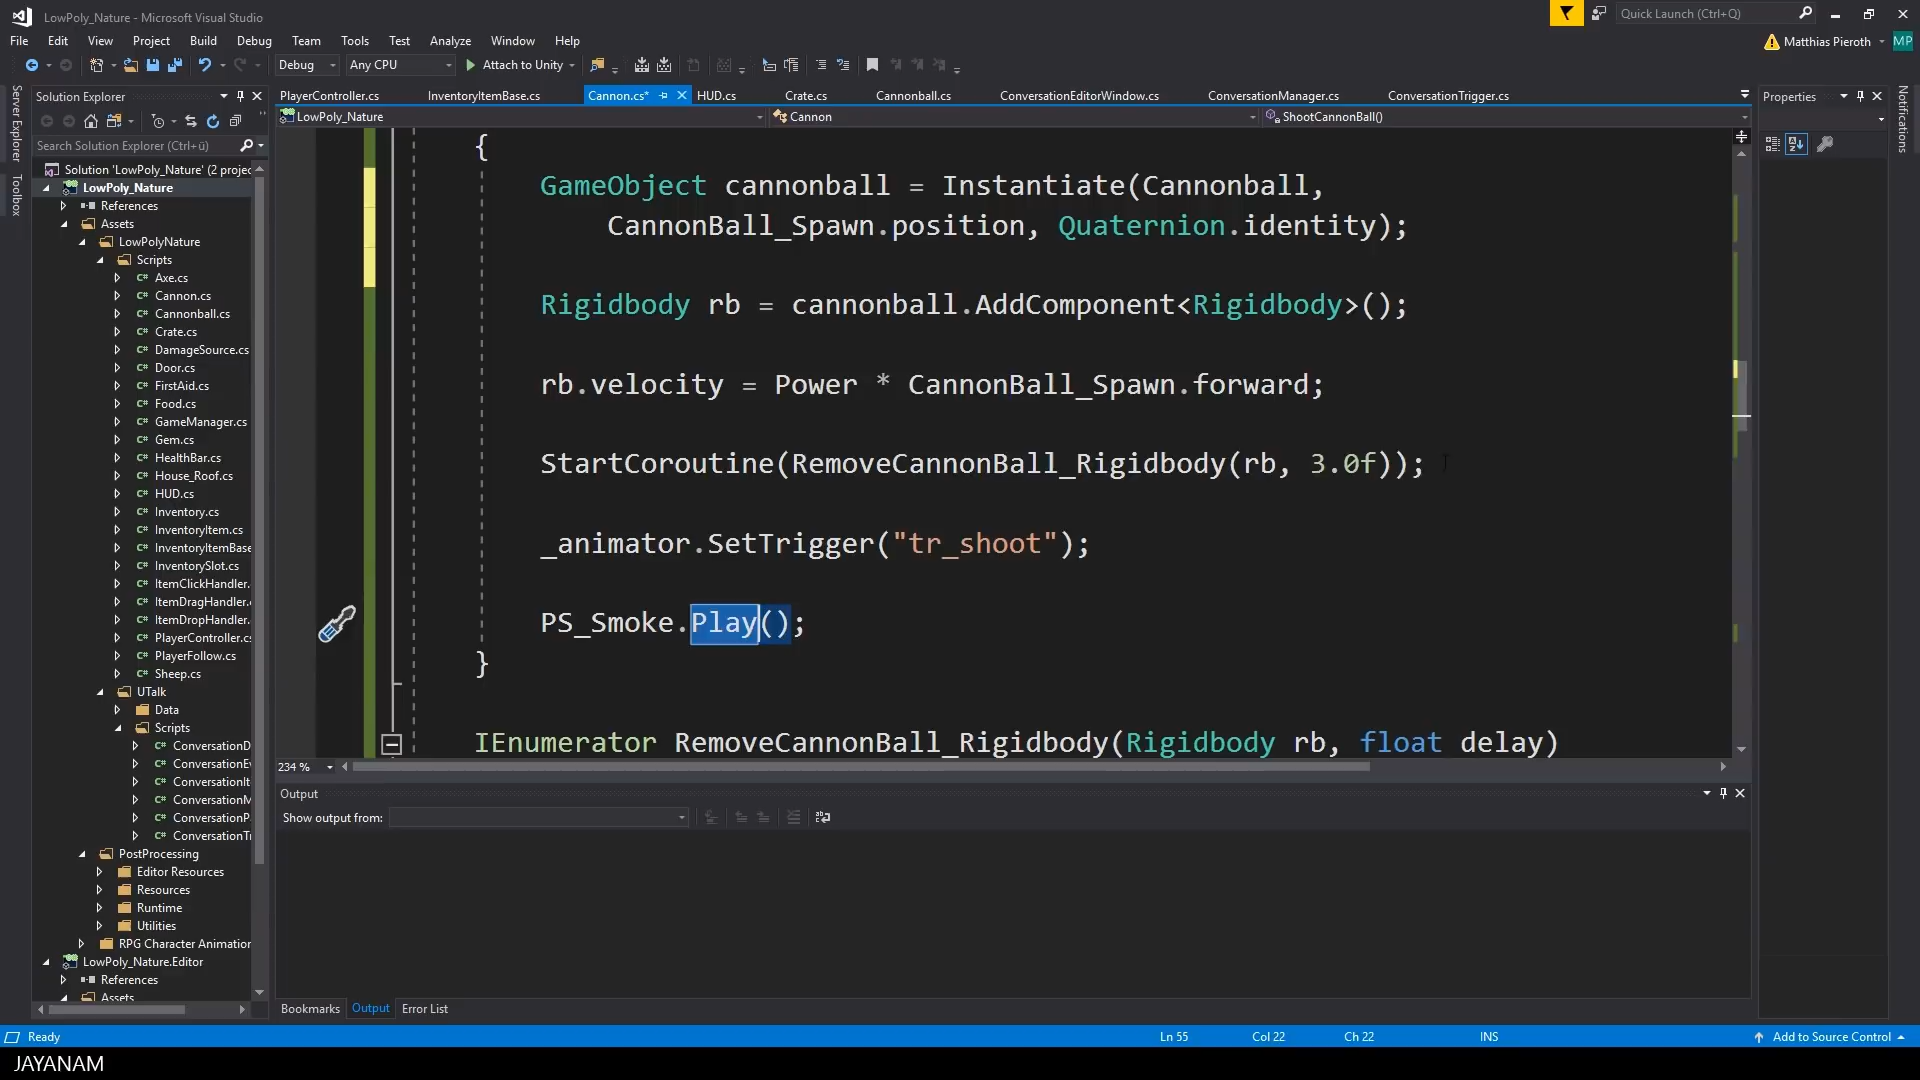 LowPoly_Nature - Microsoft Visual Studio
Quick Launch (Ctrl+Q)
File Edit View Project Build Debug Team Tools Test Analyze Window Help
Matthias Pieroth MP
Debug Any CPU Attach to Unity
Server Explorer
Toolbox
Solution Explorer
Search Solution Explorer (Ctrl+ü)
Solution 'LowPoly_Nature' (2 projec
LowPoly_Nature
References
Assets
LowPolyNature
Scripts
Axe.cs
Cannon.cs
Cannonball.cs
Crate.cs
DamageSource.cs
Door.cs
FirstAid.cs
Food.cs
GameManager.cs
Gem.cs
HealthBar.cs
House_Roof.cs
HUD.cs
Inventory.cs
InventoryItem.cs
InventoryItemBase
InventorySlot.cs
ItemClickHandler.
ItemDragHandler.
ItemDropHandler.
PlayerController.cs
PlayerFollow.cs
Sheep.cs
UTalk
Data
Scripts
ConversationD
ConversationE
ConversationIt
ConversationM
ConversationP
ConversationT
PostProcessing
Editor Resources
Resources
Runtime
Utilities
RPG Character Animation
LowPoly_Nature.Editor
References
Assets
PlayerController.cs InventoryItemBase.cs Cannon.cs* HUD.cs Crate.cs Cannonball.cs ConversationEditorWindow.cs ConversationManager.cs ConversationTrigger.cs
LowPoly_Nature Cannon ShootCannonBall()
{
GameObject cannonball = Instantiate(Cannonball,
CannonBall_Spawn.position, Quaternion.identity);
Rigidbody rb = cannonball.AddComponent<Rigidbody>();
rb.velocity = Power * CannonBall_Spawn.forward;
StartCoroutine(RemoveCannonBall_Rigidbody(rb, 3.0f));
_animator.SetTrigger("tr_shoot");
PS_Smoke.Play();
}
IEnumerator RemoveCannonBall_Rigidbody(Rigidbody rb, float delay)
234 %
Output
Show output from:
Bookmarks Output Error List
Properties
Notifications
Ready Ln 55 Col 22 Ch 22 INS Add to Source Control
JAYANAM